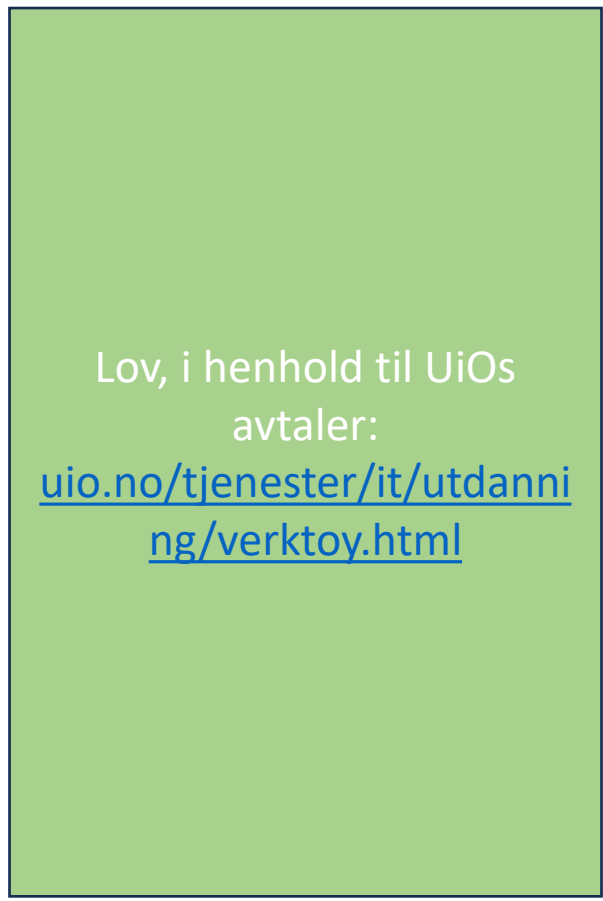 Lov, i henhold til UiOs
avtaler:
uio.no/tjenester/it/utdanni
ng/verktoy.html